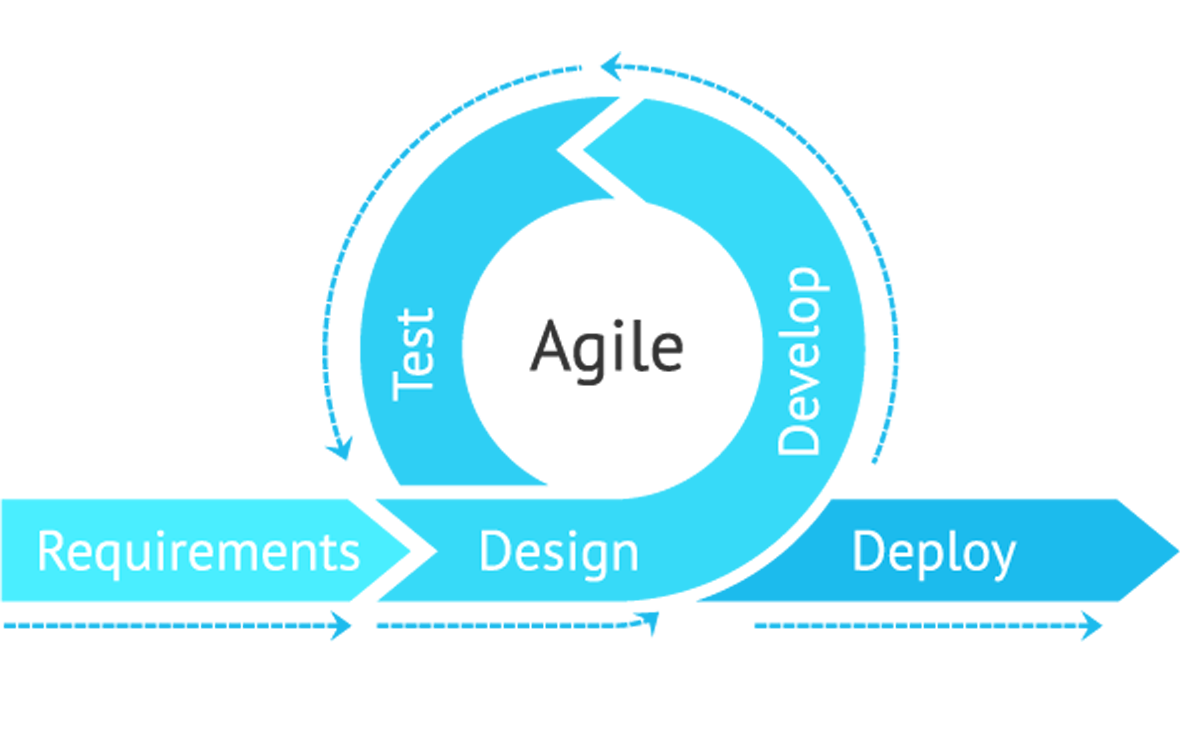 Agile
Test
Develop
Requirements
Design
Deploy